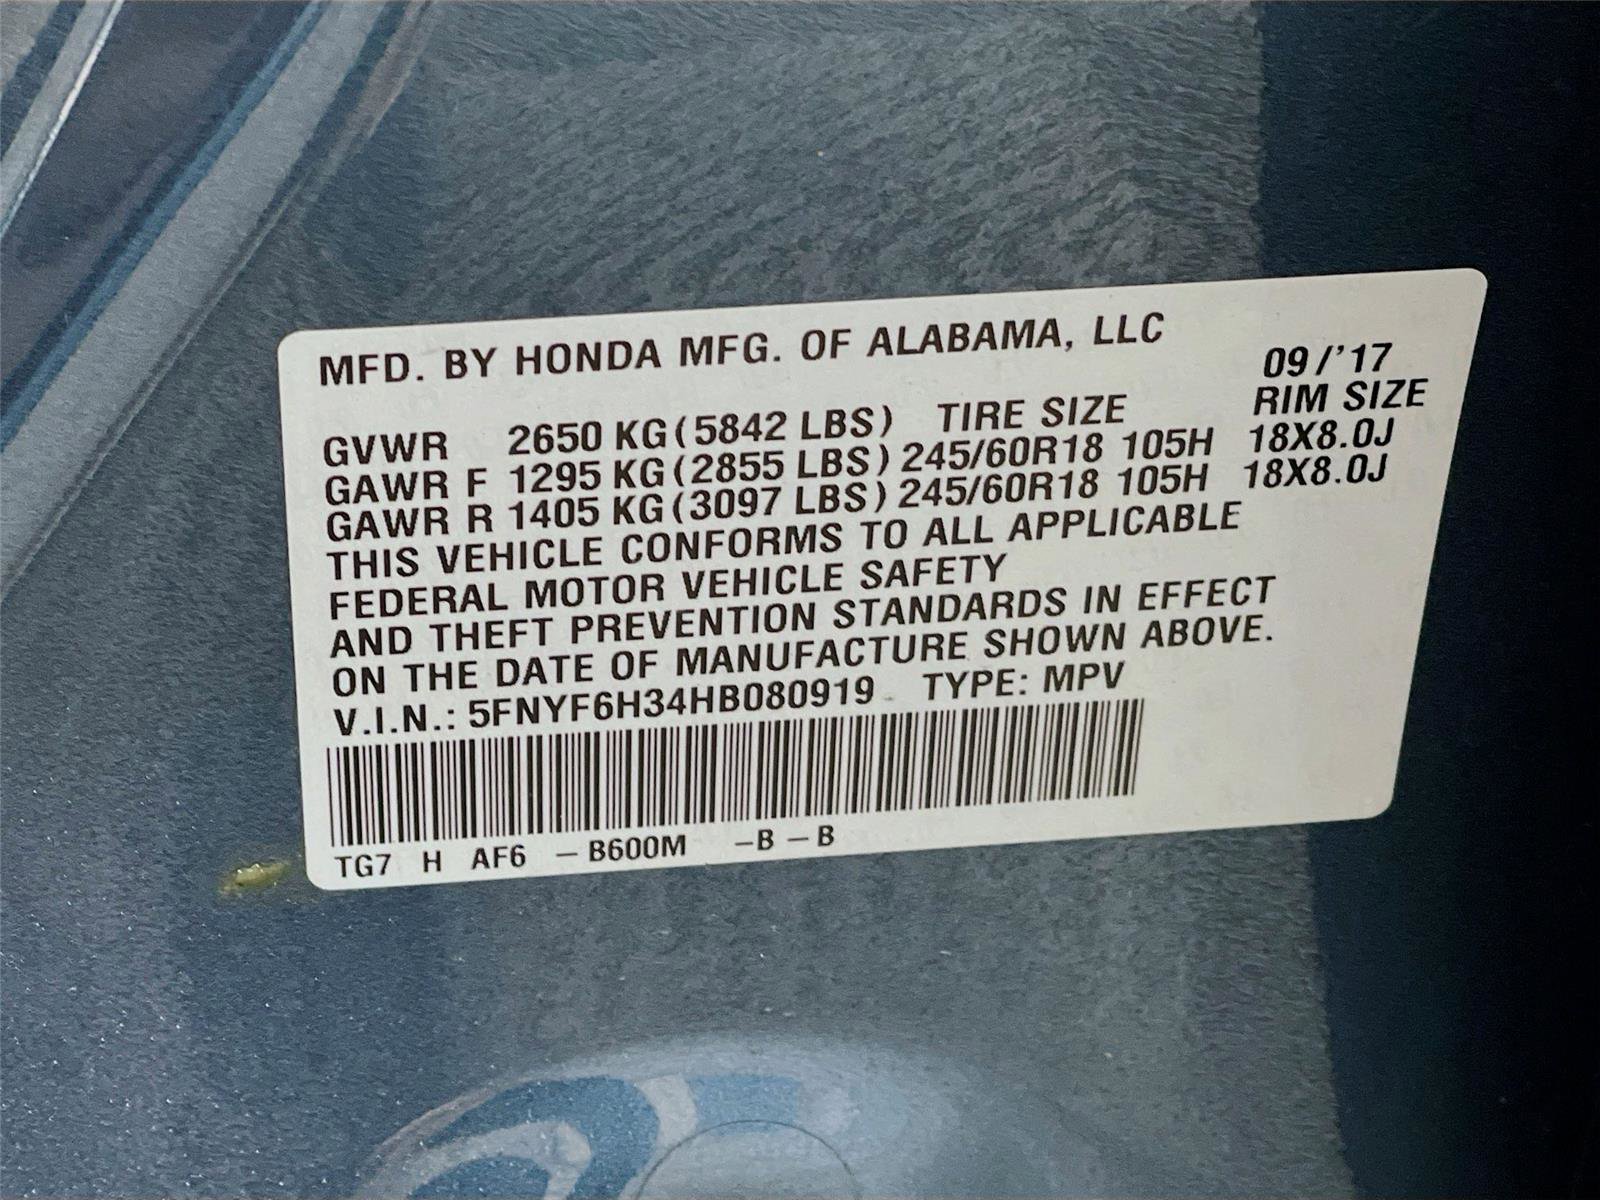 MFD. BY HONDA MFG. OF ALABAMA, LLC
09/'17
GVWR 2650 KG(5842 LBS) TIRE SIZE RIM SIZE
GAWR F 1295 KG(2855 LBS) 245/60R18 105H 18X8.0J
GAWR R 1405 KG(3097 LBS) 245/60R18 105H 18X8.0J
THIS VEHICLE CONFORMS TO ALL APPLICABLE
FEDERAL MOTOR VEHICLE SAFETY
AND THEFT PREVENTION STANDARDS IN EFFECT
ON THE DATE OF MANUFACTURE SHOWN ABOVE.
V.I.N.: 5FNYF6H34HB080919 TYPE: MPV
TG7 H AF6 –B600M –B–B